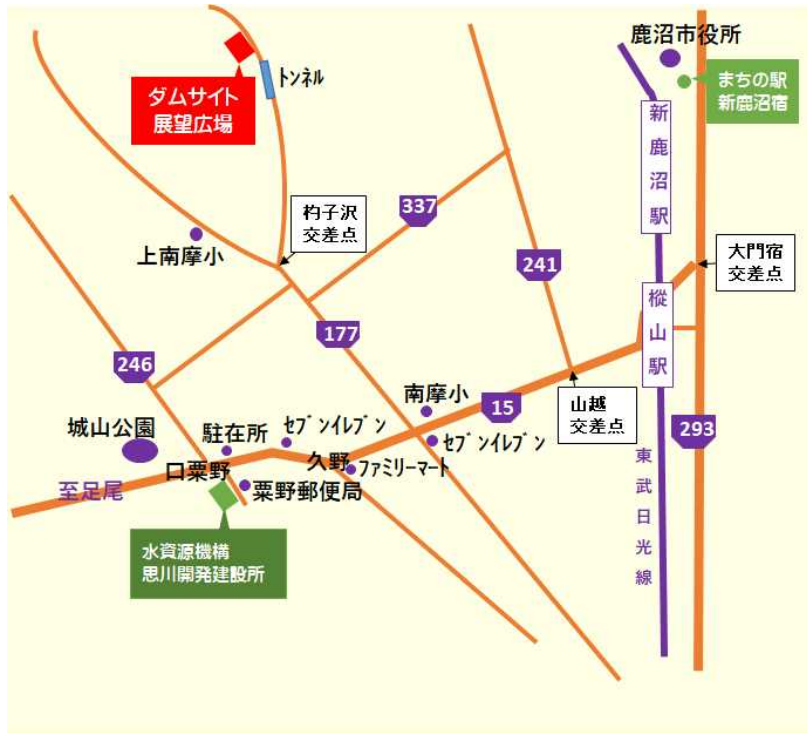 鹿沼市役所
ダムサイト
展望広場
トンネル
まちの駅
新鹿沼宿
新鹿沼駅
杓子沢
交差点
337
上南摩小
241
大門宿
交差点
樅山駅
177
246
南摩小
15
山越
交差点
293
城山公園
駐在所
セブンイレブン
セブンイレブン
久野
ファミリーマート
口粟野
至足尾
粟野郵便局
東武日光線
水資源機構
思川開発建設所